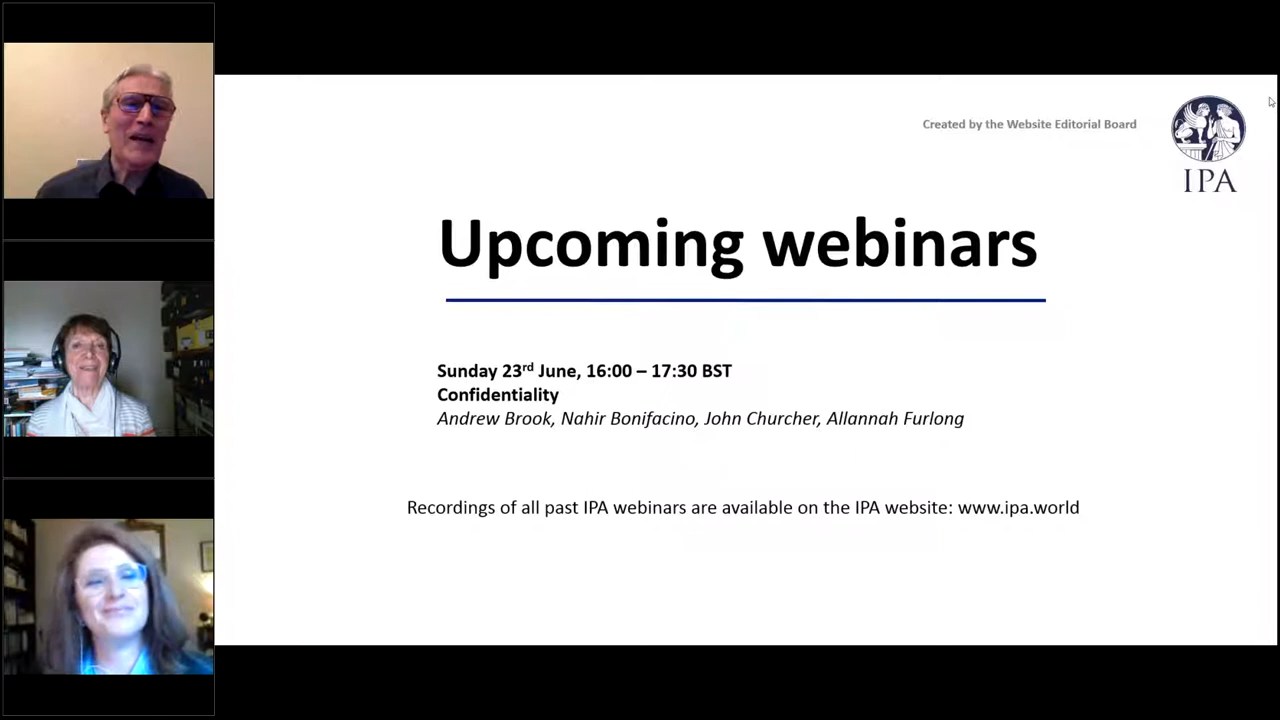 Created by the Website Editorial Board
IPA
Upcoming webinars
Sunday 23rd June, 16:00 – 17:30 BST
Confidentiality
Andrew Brook, Nahir Bonifacino, John Churcher, Allannah Furlong
Recordings of all past IPA webinars are available on the IPA website: www.ipa.world